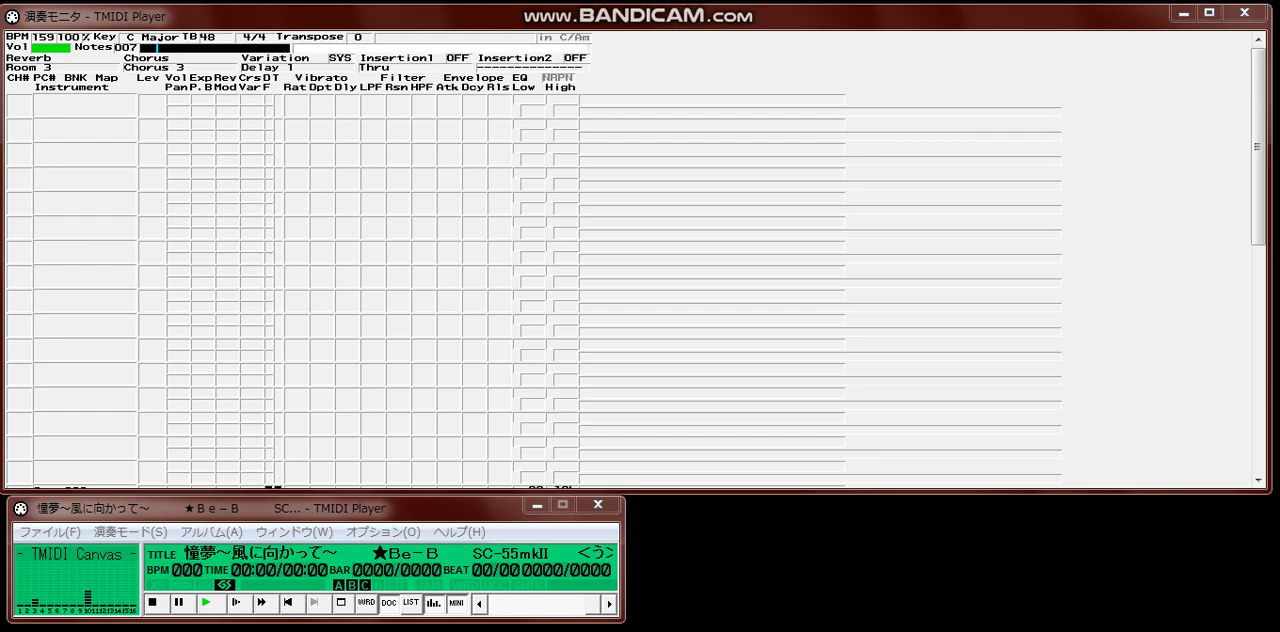 演奏モニタ - TMIDI Player
www.BANDICAM.com
BPM 159 100% Key C Major TB 48 4/4 Transpose 0 in C/Am
Vol Notes 007
Reverb Chorus Variation SYS Insertion1 OFF Insertion2 OFF
Room 3 Chorus 3 Delay 1 Thru --------------
CH# PC# BNK Map Lev Vol Exp Rev Crs DT Vibrato Filter Envelope EQ NRPN
Instrument Pan P.B Mod Var F Rat Dpt Dly LPF Rsn HPF Atk Dcy Rls Low High
憧夢～風に向かって～ ★Ｂｅ－Ｂ SC... - TMIDI Player
ファイル(F) 演奏モード(S) アルバム(A) ウィンドウ(W) オプション(O) ヘルプ(H)
- TMIDI Canvas -
TITLE 憧夢～風に向かって～ ★Be－B SC-55mkII ＜う＞
BPM 000 TIME 00:00/00:00 BAR 0000/0000 BEAT 00/00 0000/0000
A B C
1 2 3 4 5 6 7 8 9 10 11 12 13 14 15 16
WRD DOC LIST MINI